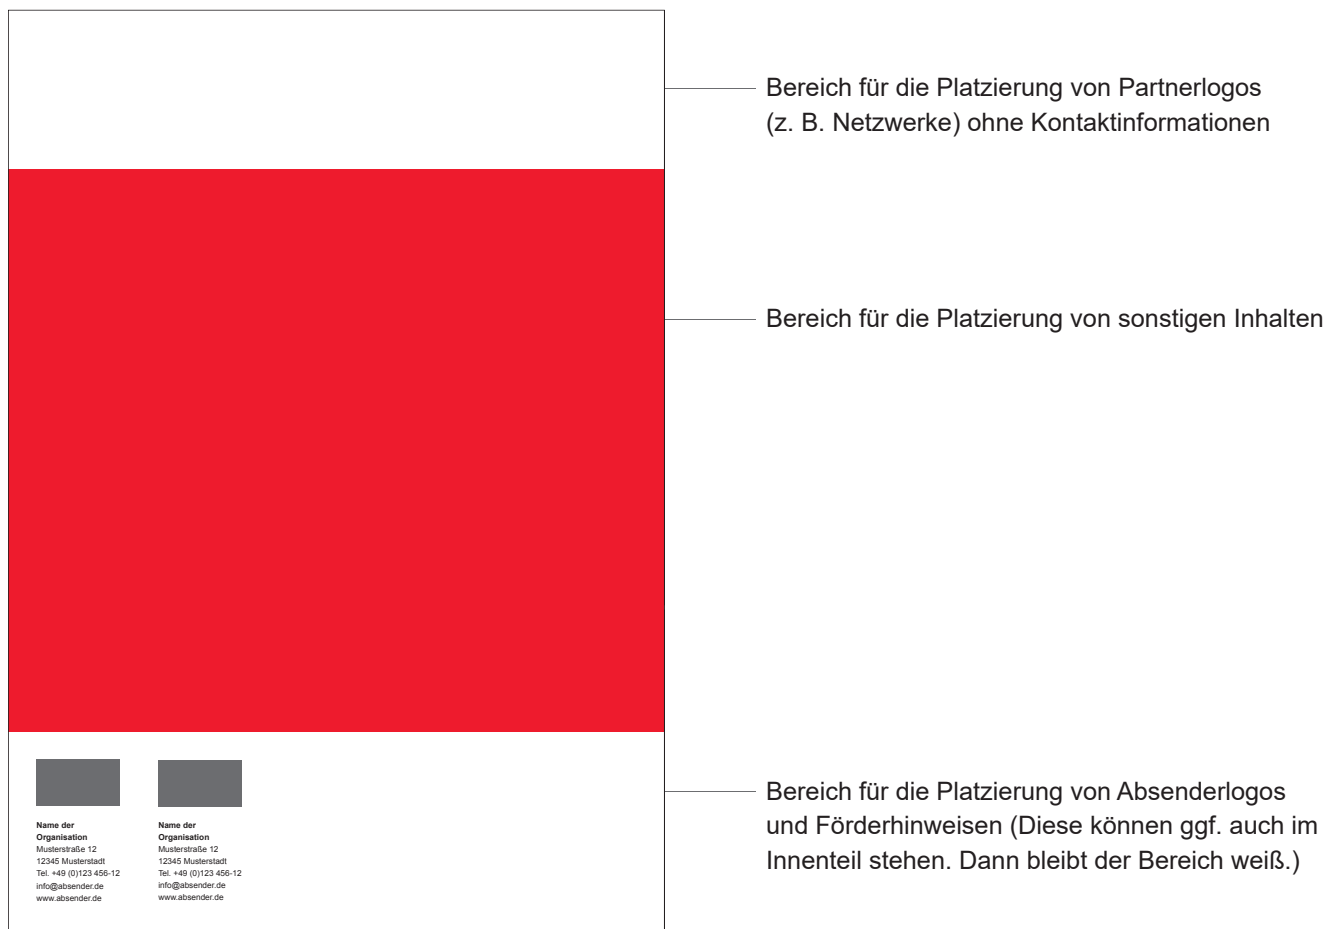 Bereich für die Platzierung von Partnerlogos
(z. B. Netzwerke) ohne Kontaktinformationen
Bereich für die Platzierung von sonstigen Inhalten
Bereich für die Platzierung von Absenderlogos
und Förderhinweisen (Diese können ggf. auch im
Innenteil stehen. Dann bleibt der Bereich weiß.)
Name der
Organisation
Musterstraße 12
12345 Musterstadt
Tel. +49 (0)123 456-12
info@absender.de
www.absender.de
Name der
Organisation
Musterstraße 12
12345 Musterstadt
Tel. +49 (0)123 456-12
info@absender.de
www.absender.de